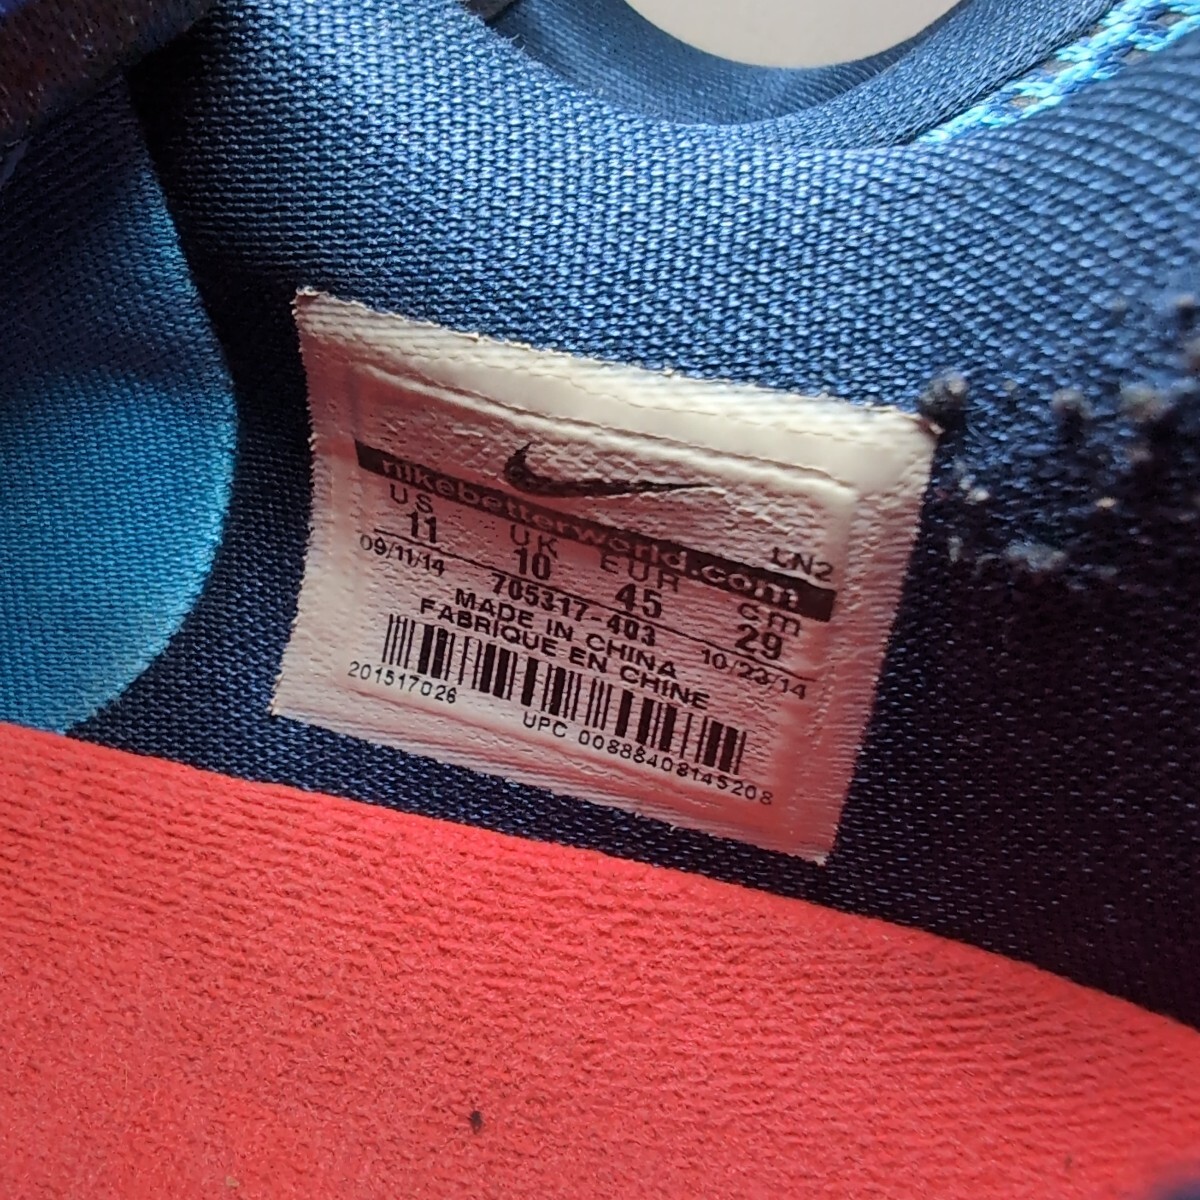 LN2
nikebetterworld.com
US UK EUR cm
11 10 45 29
09/11/14 705317-403 10/23/14
MADE IN CHINA
FABRIQUE EN CHINE
201517026 UPC 00888408145208